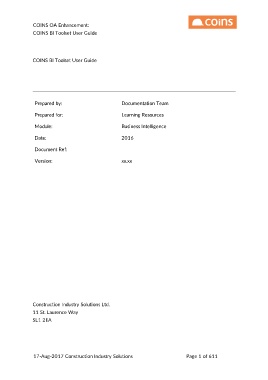 COINS OA Enhancement:
COINS BI Toolset User Guide
coins
COINS BI Toolset User Guide
Prepared by: Documentation Team
Prepared for: Learning Resources
Module: Business Intelligence
Date: 2016
Document Ref:
Version: xx.xx
Construction Industry Solutions Ltd.
11 St. Laurence Way
SL1 2EA
17-Aug-2017 Construction Industry Solutions Page 1 of 611